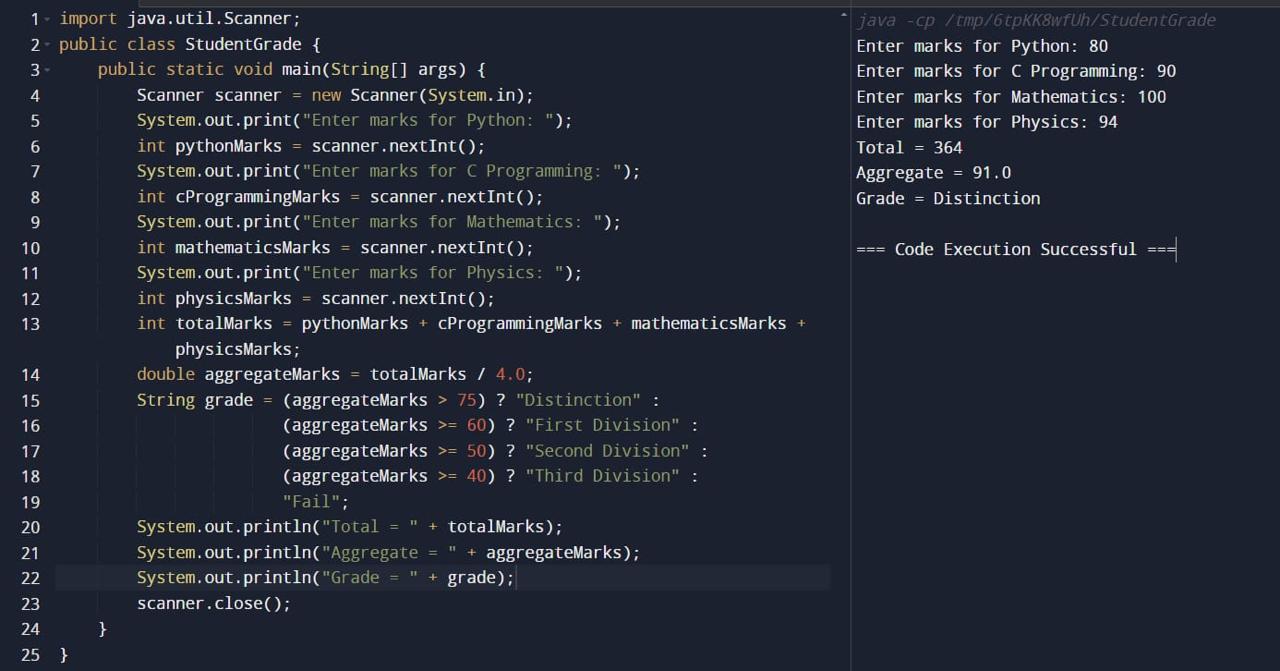 1 import java.util.Scanner;
2 public class StudentGrade {
3     public static void main(String[] args) {
4         Scanner scanner = new Scanner(System.in);
5         System.out.print("Enter marks for Python: ");
6         int pythonMarks = scanner.nextInt();
7         System.out.print("Enter marks for C Programming: ");
8         int cProgrammingMarks = scanner.nextInt();
9         System.out.print("Enter marks for Mathematics: ");
10         int mathematicsMarks = scanner.nextInt();
11         System.out.print("Enter marks for Physics: ");
12         int physicsMarks = scanner.nextInt();
13         int totalMarks = pythonMarks + cProgrammingMarks + mathematicsMarks +
            physicsMarks;
14         double aggregateMarks = totalMarks / 4.0;
15         String grade = (aggregateMarks > 75) ? "Distinction" :
16                        (aggregateMarks >= 60) ? "First Division" :
17                        (aggregateMarks >= 50) ? "Second Division" :
18                        (aggregateMarks >= 40) ? "Third Division" :
19                        "Fail";
20         System.out.println("Total = " + totalMarks);
21         System.out.println("Aggregate = " + aggregateMarks);
22         System.out.println("Grade = " + grade);
23         scanner.close();
24     }
25 }
java -cp /tmp/6tpKK8wfUh/StudentGrade
Enter marks for Python: 80
Enter marks for C Programming: 90
Enter marks for Mathematics: 100
Enter marks for Physics: 94
Total = 364
Aggregate = 91.0
Grade = Distinction
=== Code Execution Successful ===